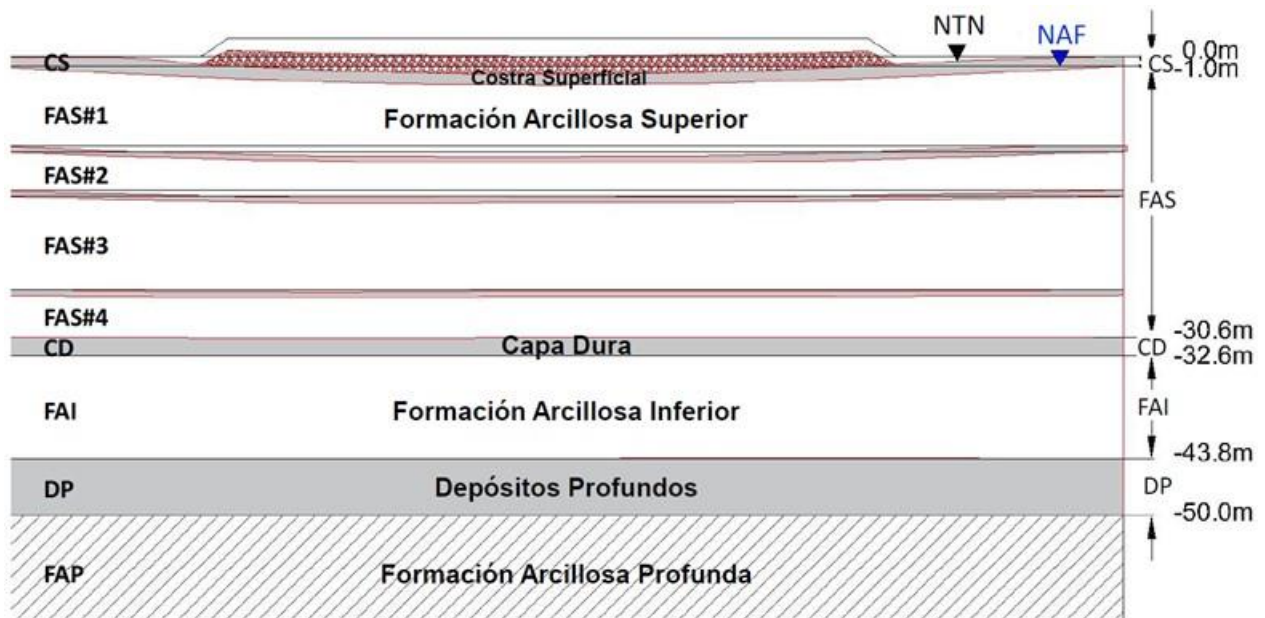 NTN
NAF
0.0m
CS
Costra Superficial
CS
-1.0m
FAS#1
Formación Arcillosa Superior
FAS#2
FAS
FAS#3
FAS#4
-30.6m
CD
Capa Dura
CD
-32.6m
FAI
Formación Arcillosa Inferior
FAI
-43.8m
DP
Depósitos Profundos
DP
-50.0m
FAP
Formación Arcillosa Profunda